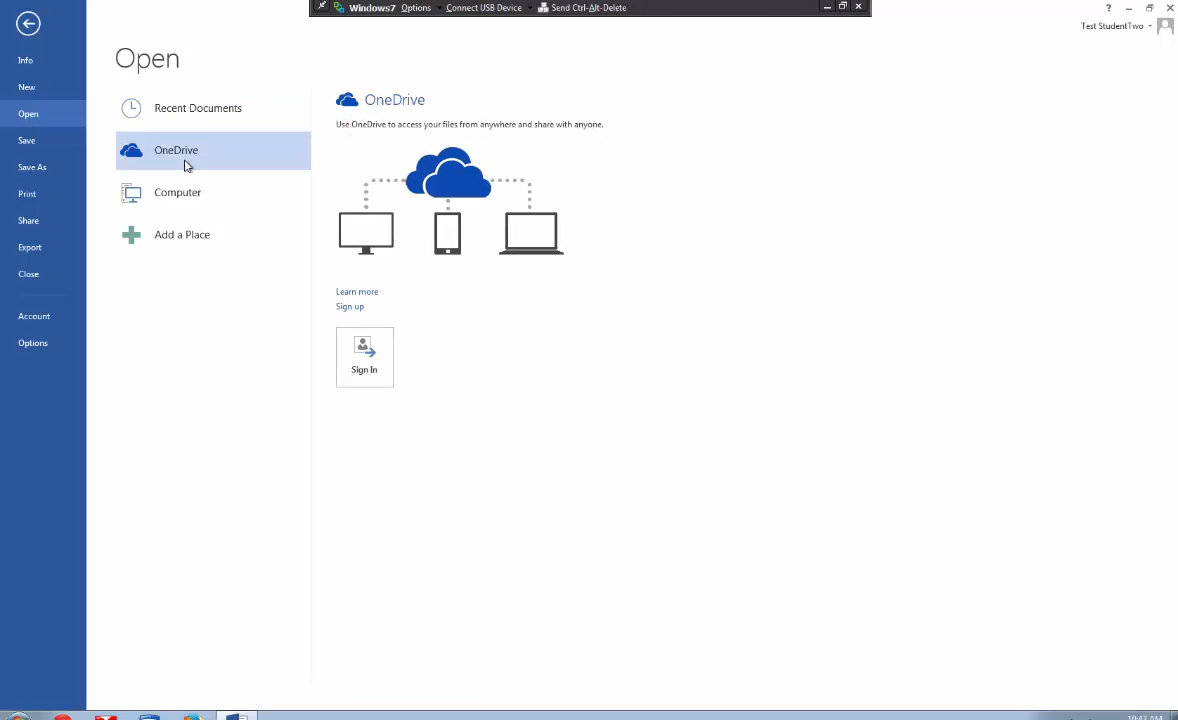 Windows7 Options Connect USB Device Send Ctrl-Alt-Delete
?
Test StudentTwo
Info
New
Open
Save
Save As
Print
Share
Export
Close
Account
Options
Open
Recent Documents
OneDrive
Computer
Add a Place
OneDrive
Use OneDrive to access your files from anywhere and share with anyone.
Learn more
Sign up
Sign In